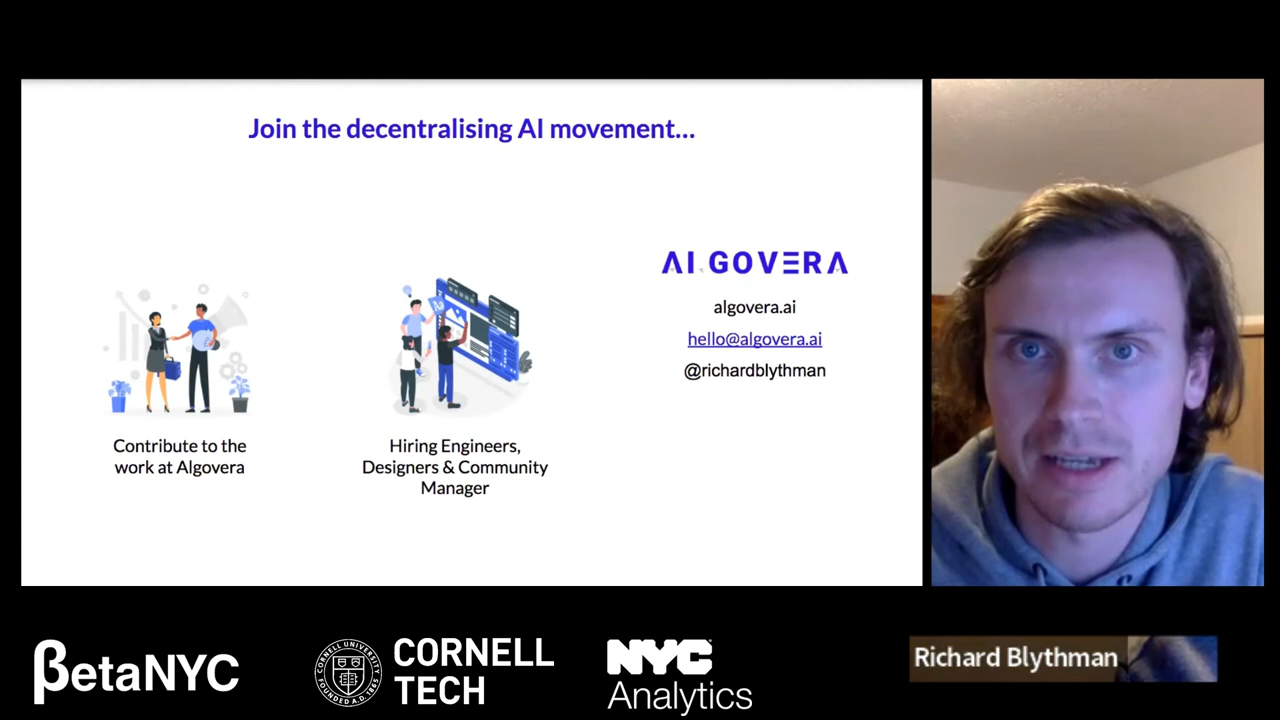 Join the decentralising AI movement...
Contribute to the
work at Algovera
Hiring Engineers,
Designers & Community
Manager
ALGOVERA
algovera.ai
hello@algovera.ai
@richardblythman
βetaNYC
CORNELL
TECH
NYC
Analytics
Richard Blythman